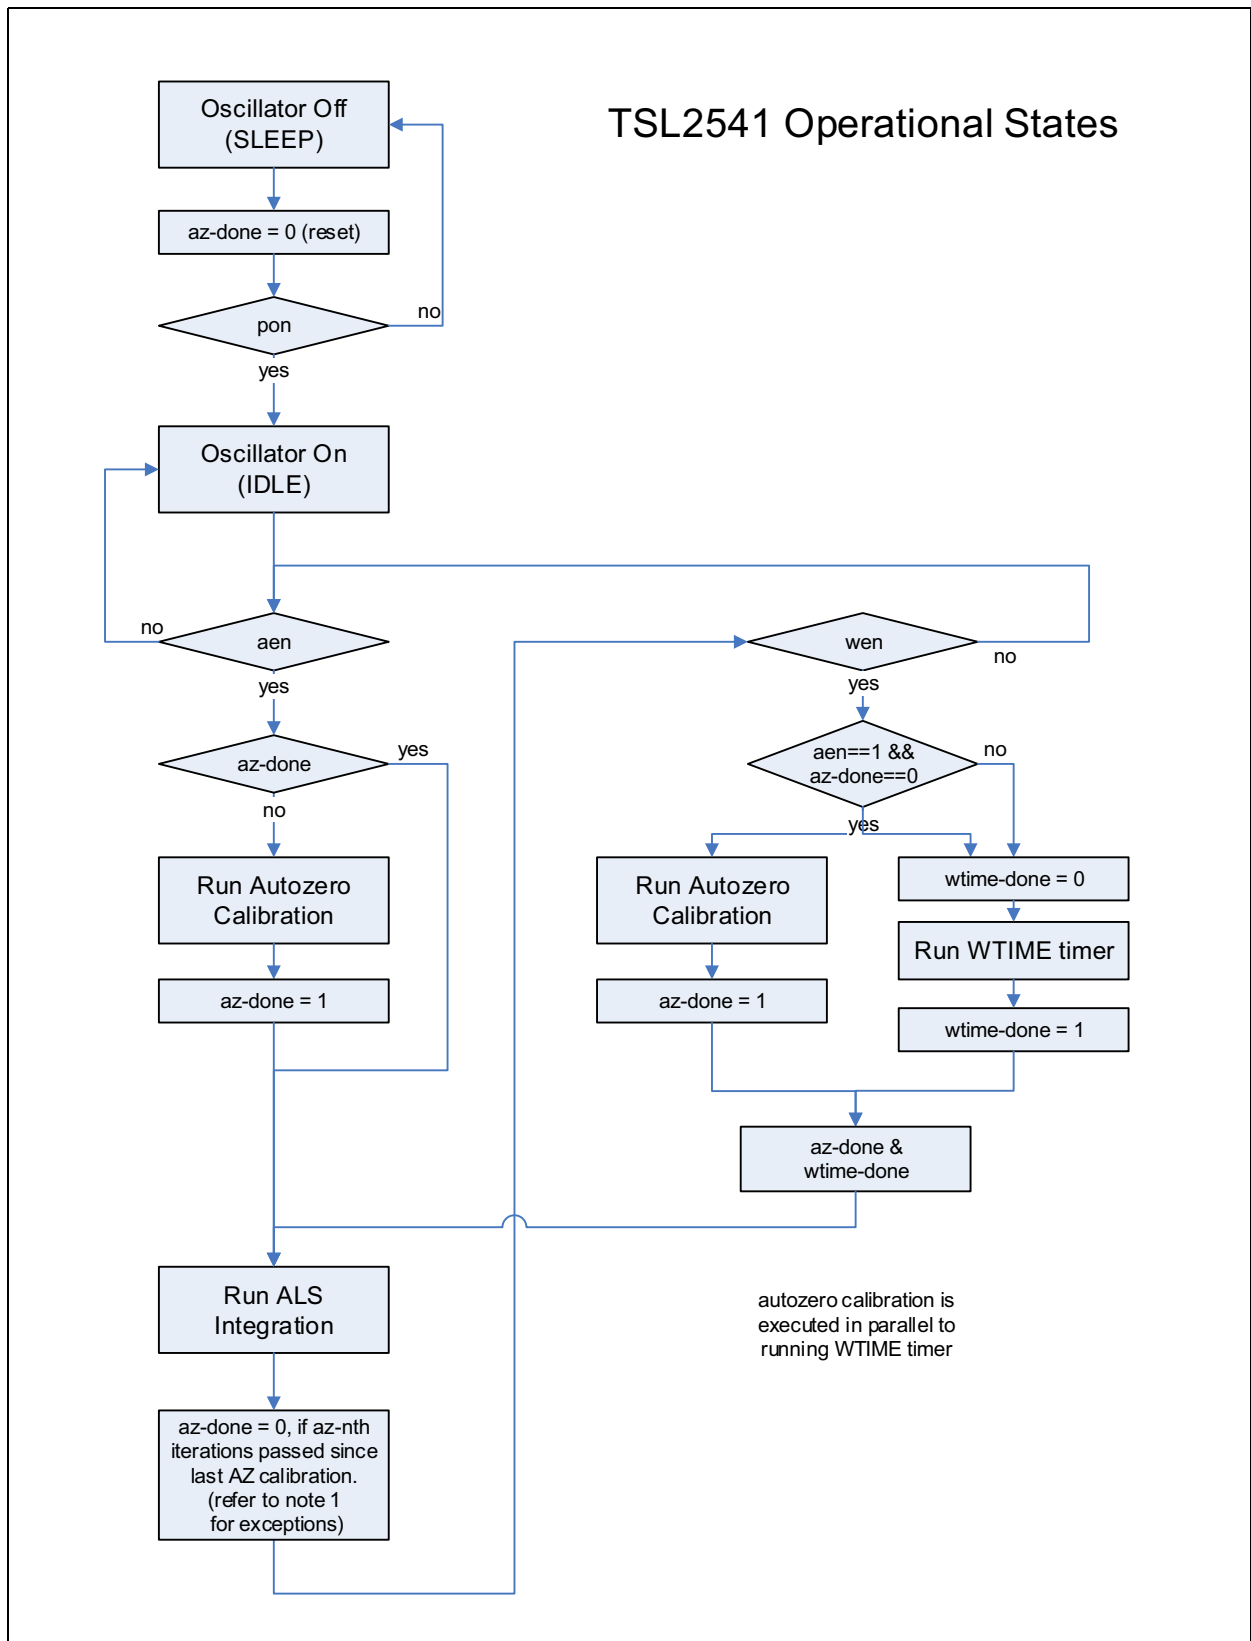 TSL2541 Operational States
Oscillator Off
(SLEEP)
az-done = 0 (reset)
pon
no
yes
Oscillator On
(IDLE)
no
aen
yes
az-done
yes
no
Run Autozero
Calibration
az-done = 1
wen
no
yes
aen==1 &&
az-done==0
no
yes
Run Autozero
Calibration
az-done = 1
wtime-done = 0
Run WTIME timer
wtime-done = 1
az-done &
wtime-done
Run ALS
Integration
autozero calibration is
executed in parallel to
running WTIME timer
az-done = 0, if az-nth
iterations passed since
last AZ calibration.
(refer to note 1
for exceptions)